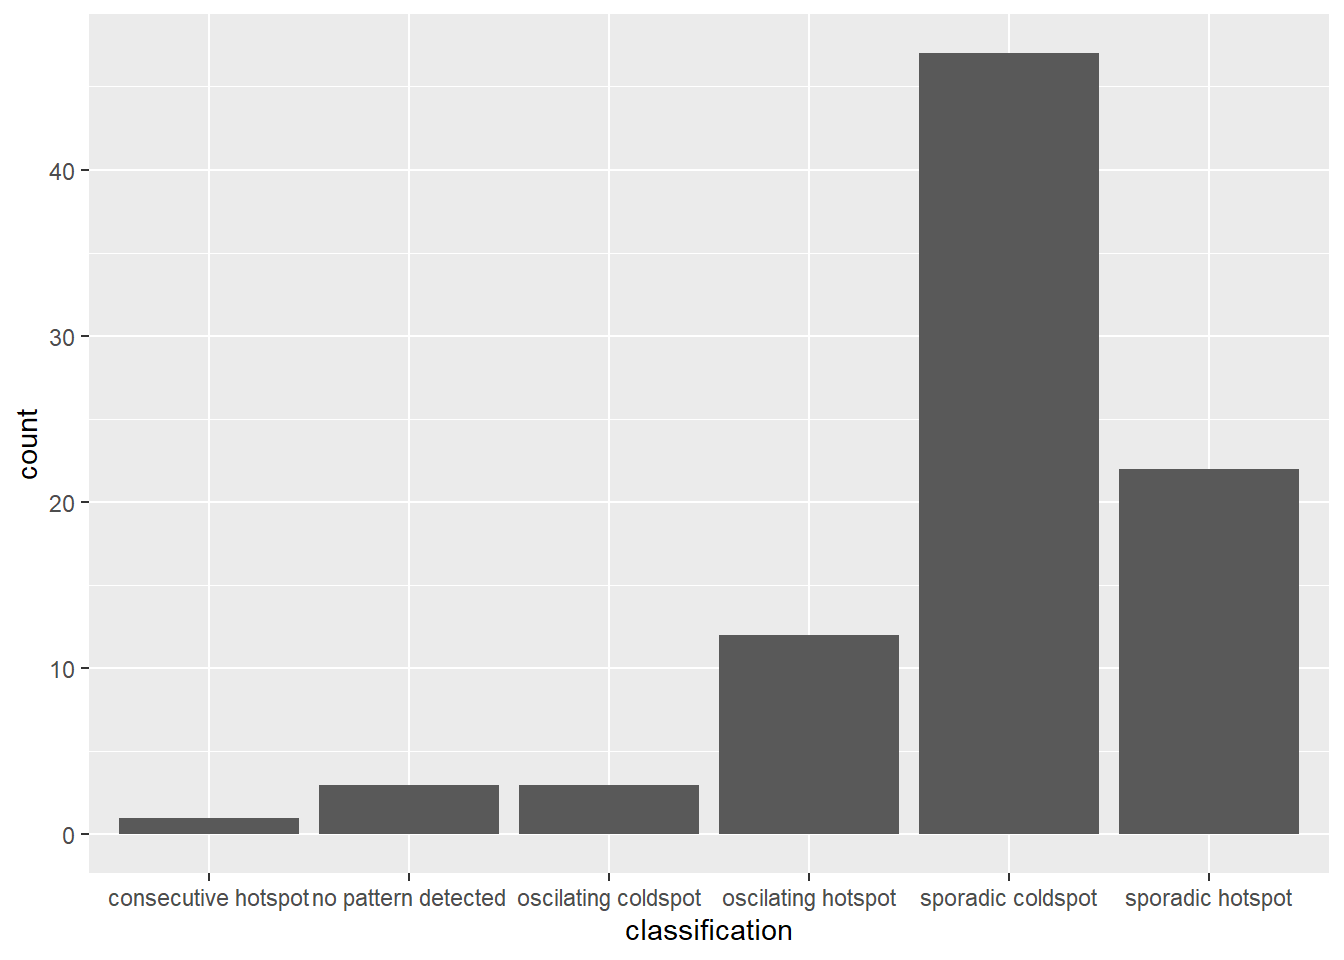 count
40
30
20
10
0
consecutive hotspot no pattern detected oscilating coldspot oscilating hotspot sporadic coldspot sporadic hotspot
classification